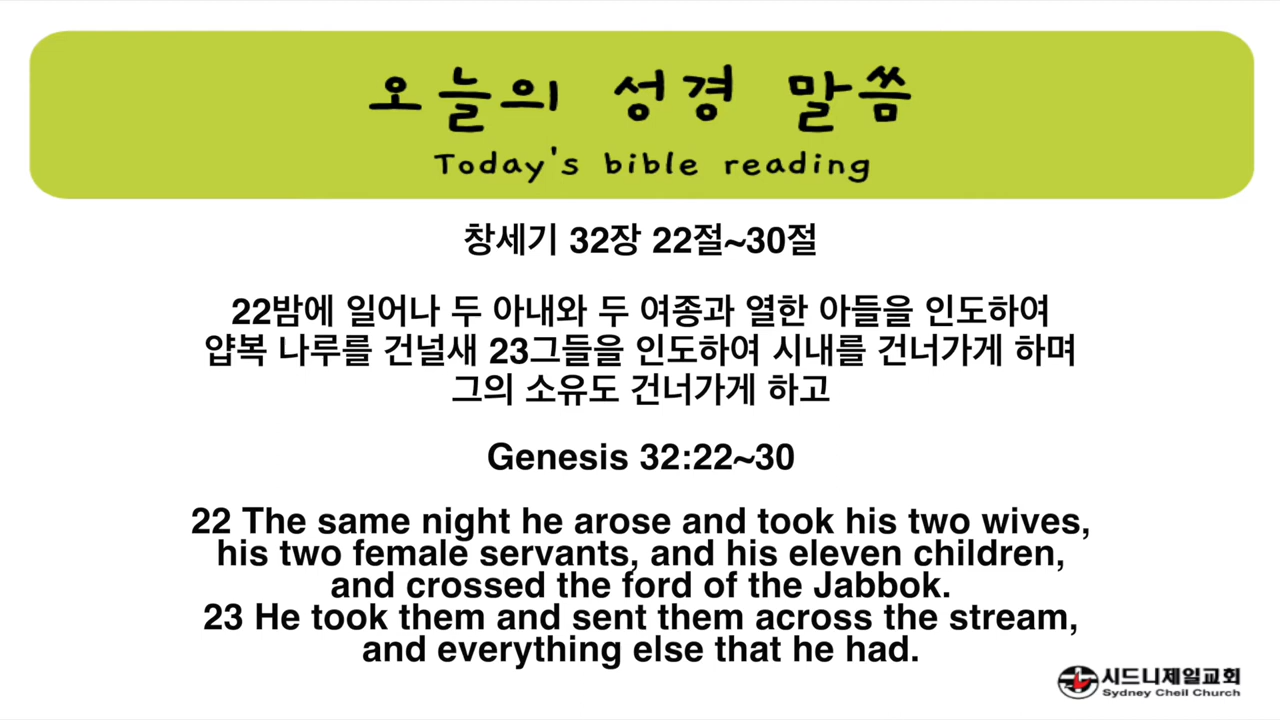 오늘의 성경 말씀
Today's bible reading
창세기 32장 22절~30절
22밤에 일어나 두 아내와 두 여종과 열한 아들을 인도하여
얍복 나루를 건널새 23그들을 인도하여 시내를 건너가게 하며
그의 소유도 건너가게 하고
Genesis 32:22~30
22 The same night he arose and took his two wives,
his two female servants, and his eleven children,
and crossed the ford of the Jabbok.
23 He took them and sent them across the stream,
and everything else that he had.
시드니제일교회
Sydney Cheil Church